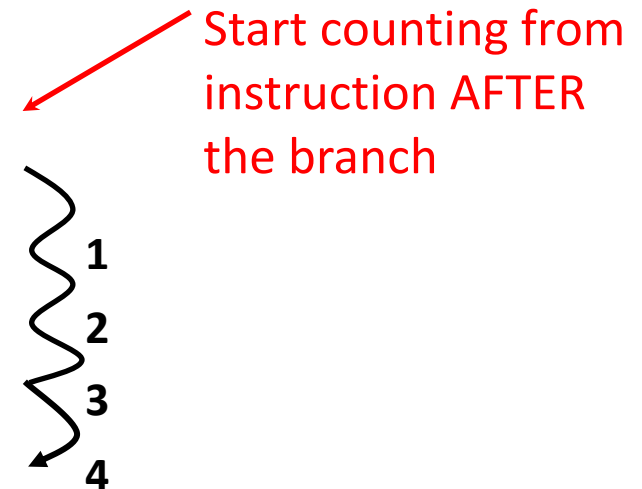 Start counting from
instruction AFTER
the branch
1
2
3
4